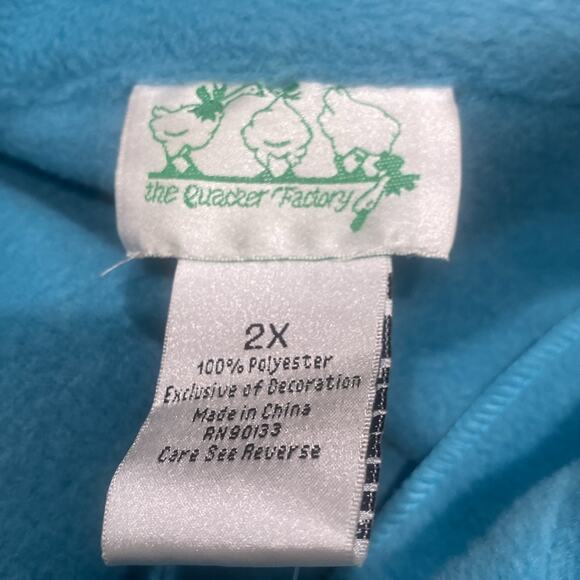 the Quacker Factory
2X
100% Polyester
Exclusive of Decoration
Made in China
RN90133
Care See Reverse